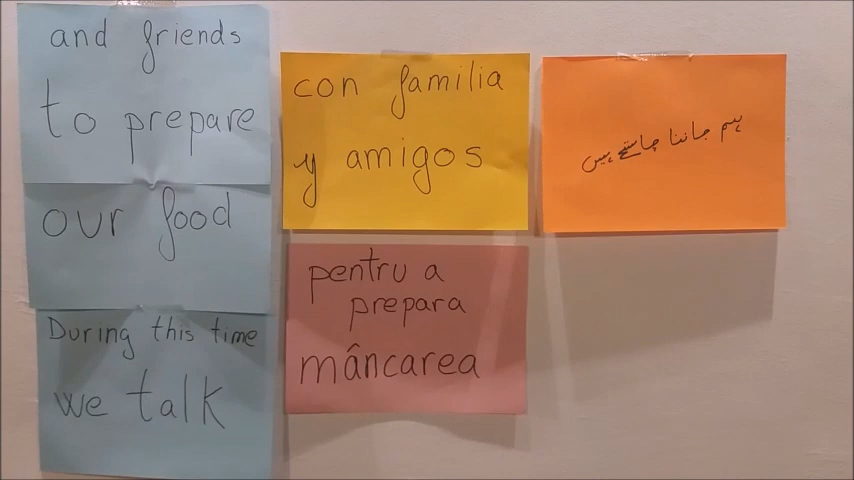 and friends
to prepare
our food
During this time
we talk
con familia
y amigos
pentru a
prepara
mâncarea
ہم جاننا چاہتے ہیں